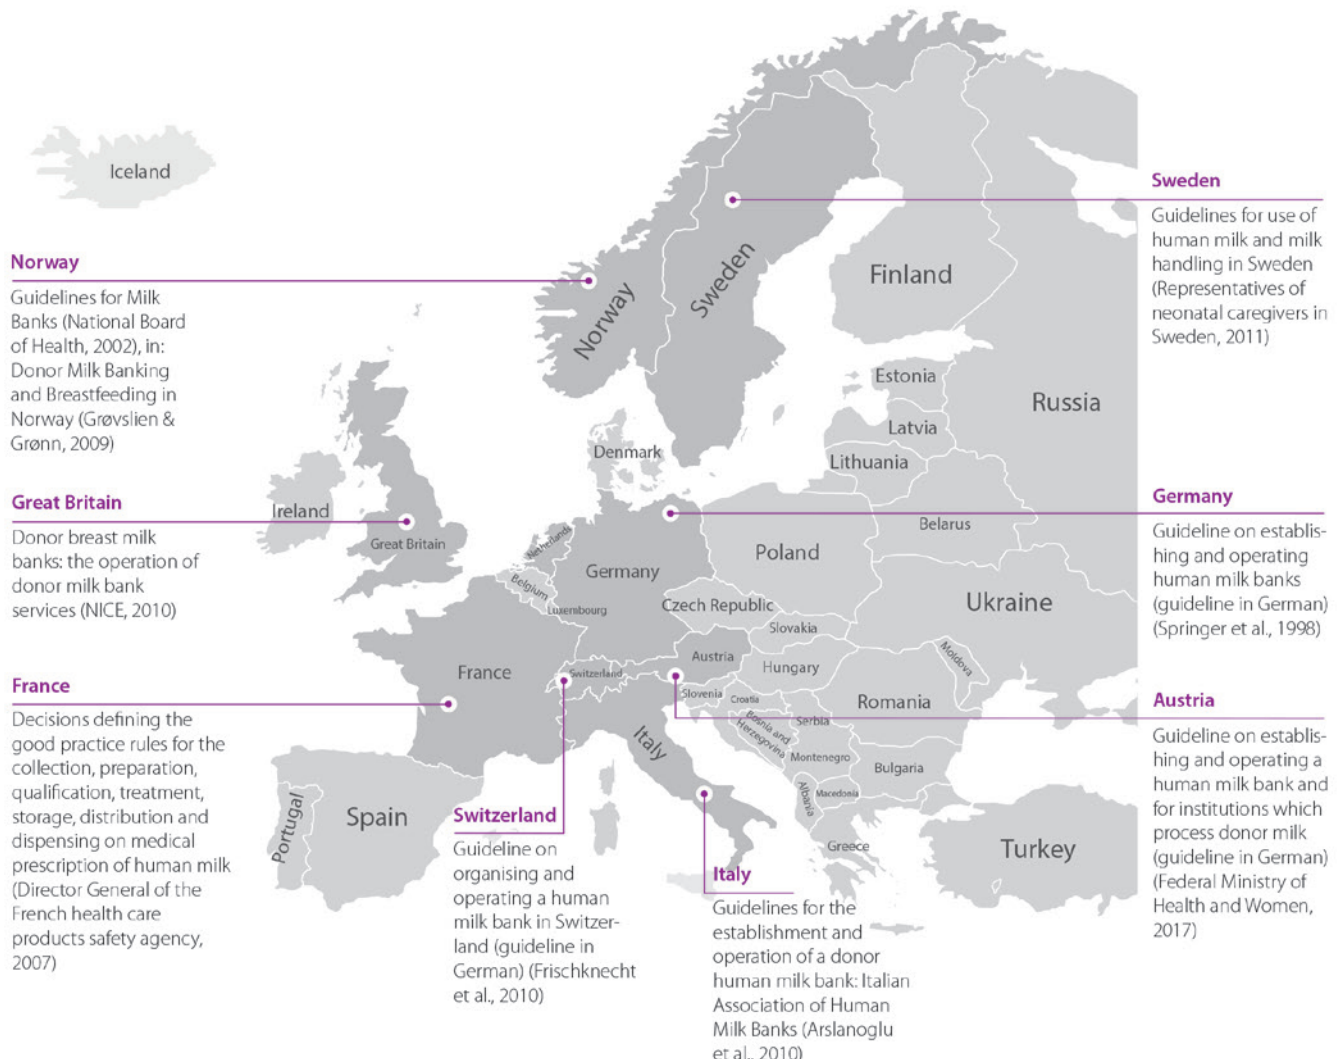 Iceland
Norway
Guidelines for Milk
Banks (National Board
of Health, 2002), in:
Donor Milk Banking
and Breastfeeding in
Norway (Grøvslien &
Grønn, 2009)
Great Britain
Donor breast milk
banks: the operation of
donor milk bank
services (NICE, 2010)
France
Decisions defining the
good practice rules for the
collection, preparation,
qualification, treatment,
storage, distribution and
dispensing on medical
prescription of human milk
(Director General of the
French health care
products safety agency,
2007)
Norway
Sweden
Finland
Russia
Estonia
Latvia
Lithuania
Denmark
Ireland
Great Britain
Netherlands
Belgium
Luxembourg
Germany
Poland
Belarus
Czech Republic
Slovakia
Ukraine
Moldova
France
Switzerland
Austria
Hungary
Slovenia
Croatia
Romania
Bosnia and
Herzegovina
Serbia
Montenegro
Bulgaria
Italy
Albania
Macedonia
Greece
Turkey
Portugal
Spain
Switzerland
Guideline on
organising and
operating a human
milk bank in Switzer-
land (guideline in
German) (Frischknecht
et al., 2010)
Italy
Guidelines for the
establishment and
operation of a donor
human milk bank: Italian
Association of Human
Milk Banks (Arslanoglu
et al., 2010)
Sweden
Guidelines for use of
human milk and milk
handling in Sweden
(Representatives of
neonatal caregivers in
Sweden, 2011)
Germany
Guideline on establis-
hing and operating
human milk banks
(guideline in German)
(Springer et al., 1998)
Austria
Guideline on establis-
hing and operating a
human milk bank and
for institutions which
process donor milk
(guideline in German)
(Federal Ministry of
Health and Women,
2017)